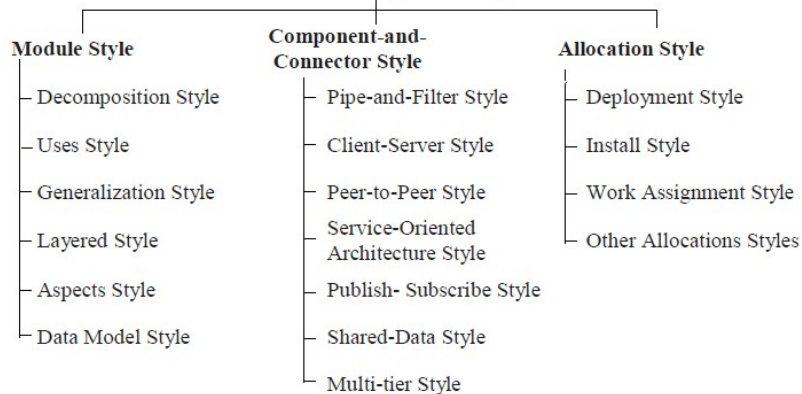 Module Style
Decomposition Style
Uses Style
Generalization Style
Layered Style
Aspects Style
Data Model Style
Component-and-
Connector Style
Pipe-and-Filter Style
Client-Server Style
Peer-to-Peer Style
Service-Oriented
Architecture Style
Publish- Subscribe Style
Shared-Data Style
Multi-tier Style
Allocation Style
Deployment Style
Install Style
Work Assignment Style
Other Allocations Styles